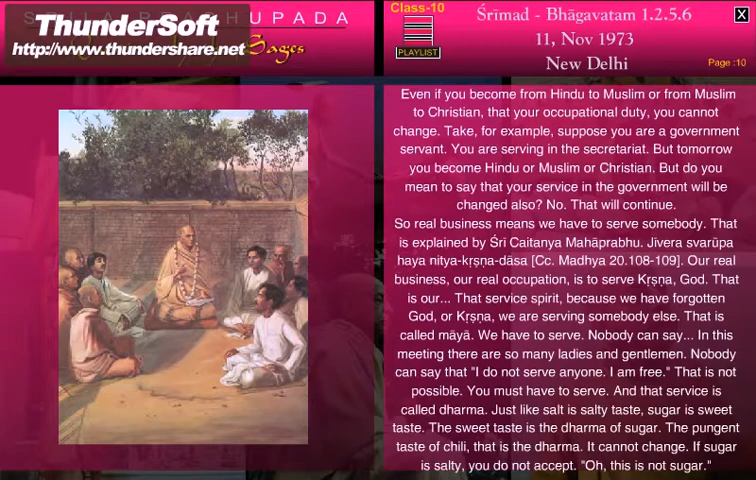 ThunderSoft
http://www.thundershare.net
Sages
Class-10
PLAYLIST
Śrīmad - Bhāgavatam 1.2.5.6
11, Nov 1973
New Delhi
X
Page :10
Even if you become from Hindu to Muslim or from Muslim
to Christian, that your occupational duty, you cannot
change. Take, for example, suppose you are a government
servant. You are serving in the secretariat. But tomorrow
you become Hindu or Muslim or Christian. But do you
mean to say that your service in the government will be
changed also? No. That will continue.
So real business means we have to serve somebody. That
is explained by Śrī Caitanya Mahāprabhu. Jīvera svarūpa
haya nitya-kṛṣṇa-dāsa [Cc. Madhya 20.108-109]. Our real
business, our real occupation, is to serve Kṛṣṇa, God. That
is our... That service spirit, because we have forgotten
God, or Kṛṣṇa, we are serving somebody else. That is
called māyā. We have to serve. Nobody can say... In this
meeting there are so many ladies and gentlemen. Nobody
can say that "I do not serve anyone. I am free." That is not
possible. You must have to serve. And that service is
called dharma. Just like salt is salty taste, sugar is sweet
taste. The sweet taste is the dharma of sugar. The pungent
taste of chili, that is the dharma. It cannot change. If sugar
is salty, you do not accept. "Oh, this is not sugar."